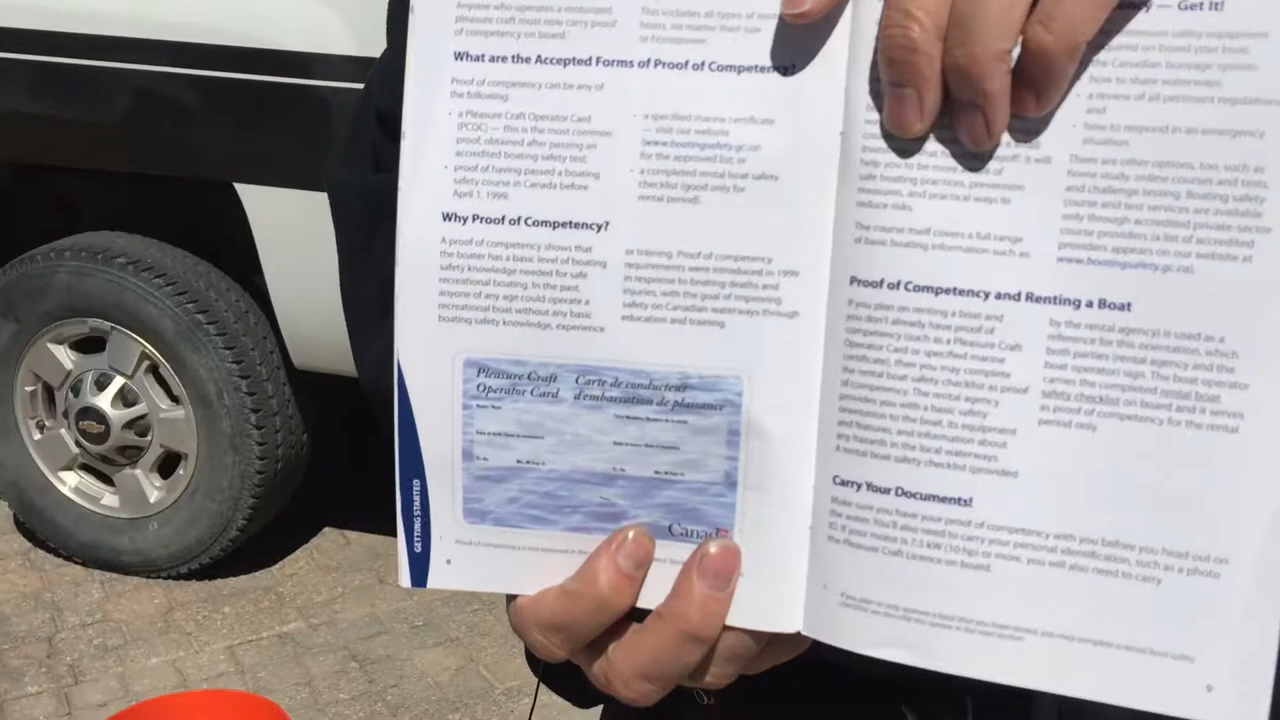 Anyone who operates a motorized
pleasure craft must now carry proof
of competency on board.
This includes all types of motor
boats, no matter their size
or horsepower.
What are the Accepted Forms of Proof of Competency?
Proof of competency can be any of
the following:
• a Pleasure Craft Operator Card
(PCOC) — this is the most common
proof, obtained after passing an
accredited boating safety test;
• proof of having passed a boating
safety course in Canada before
April 1, 1999;
• a specified marine certificate
— visit our website
(www.boatingsafety.gc.ca)
for the approved list; or
• a completed rental boat safety
checklist (good only for
rental period).
Why Proof of Competency?
A proof of competency shows that
the boater has a basic level of boating
safety knowledge needed for safe
recreational boating. In the past,
anyone of any age could operate a
recreational boat without any basic
boating safety knowledge, experience
or training. Proof of competency
requirements were introduced in 1999
in response to boating deaths and
injuries, with the goal of improving
safety on Canadian waterways through
education and training.
Pleasure Craft
Operator Card
Carte de conducteur
d'embarcation de plaisance
Canada
GETTING STARTED
8
— Get It!
safety equipment
required on board your boat;
the Canadian buoyage system;
• how to share waterways;
• a review of all pertinent regulations;
and
• how to respond in an emergency
situation.
help you to be more
safe boating practices, prevention
measures, and practical ways to
reduce risks.
The course itself covers a full range
of basic boating information such as
There are other options, too, such as
home study, online courses and tests,
and challenge testing. Boating safety
course and test services are available
only through accredited private-sector
course providers (a list of accredited
providers appears on our website at
www.boatingsafety.gc.ca).
Proof of Competency and Renting a Boat
If you plan on renting a boat and
you don't already have proof of
competency (such as a Pleasure Craft
Operator Card or specified marine
certificate), then you may complete
the rental boat safety checklist as proof
of competency. The rental agency
provides you with a basic safety
orientation to the boat, its equipment
and features, and information about
any hazards in the local waterways.
A rental boat safety checklist (provided
by the rental agency) is used as a
reference for this orientation, which
both parties (rental agency and the
boat operator) sign. The boat operator
carries the completed rental boat
safety checklist on board and it serves
as proof of competency for the rental
period only.
Carry Your Documents!
Make sure you have your proof of competency with you before you head out on
the water. You'll also need to carry your personal identification, such as a photo
ID. If your motor is 7.5 kW (10 hp) or more, you will also need to carry
the Pleasure Craft Licence on board.
9